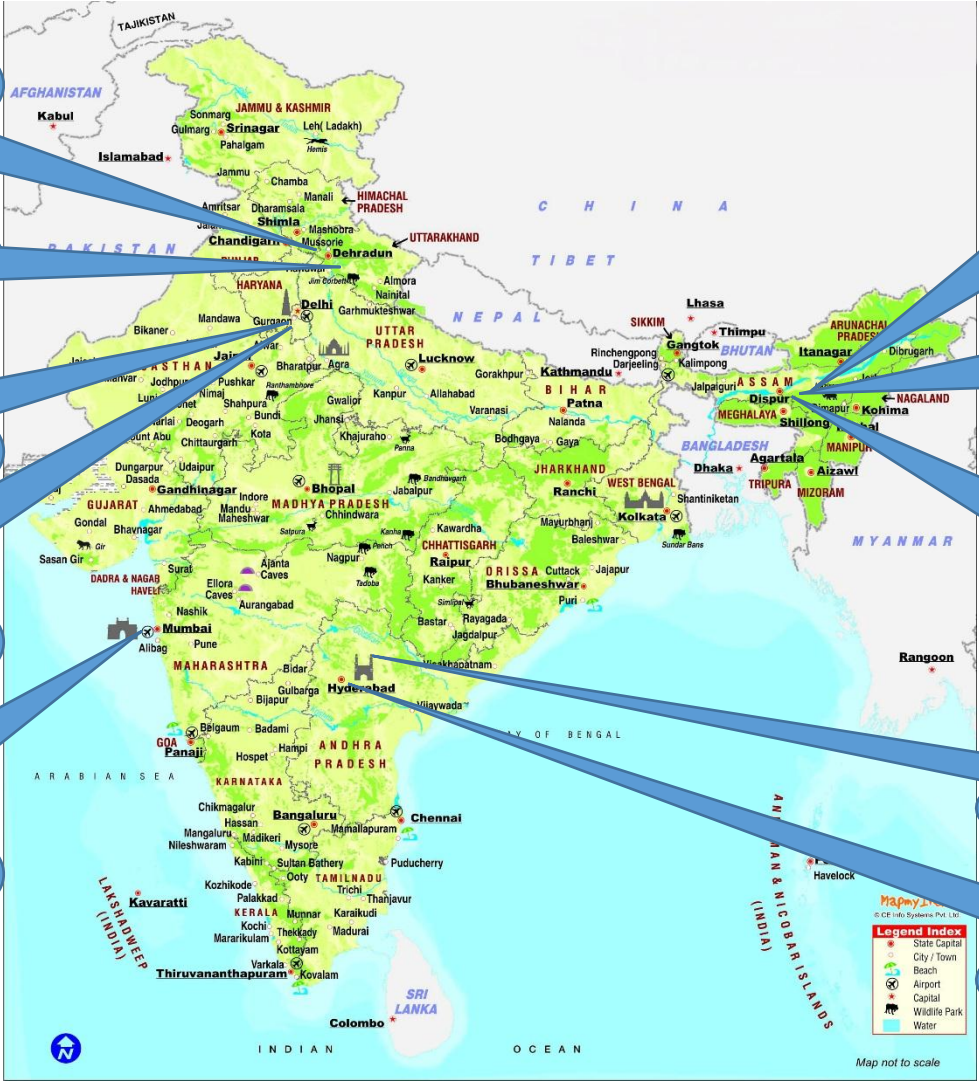 TAJIKISTAN
AFGHANISTAN
Kabul
Islamabad
JAMMU & KASHMIR
Sonmarg
Gulmarg
Srinagar
Pahalgam
Leh( Ladakh)
Hemis
Jammu
Chamba
Manali
HIMACHAL
PRADESH
Amritsar
Dharamsala
Shimla
Mashobra
Chandigarh
Mussorie
Dehradun
UTTARAKHAND
PAKISTAN
CHINA
TIBET
HARYANA
Jim Corbett
Almora
Nainital
Delhi
Garhmukteshwar
Gurgaon
Mandawa
Bikaner
NEPAL
Lhasa
Thimpu
SIKKIM
BHUTAN
Gangtok
Rinchengpong
Darjeeling
Kalimpong
ARUNACHAL
PRADESH
Itanagar
Dibrugarh
UTTAR
PRADESH
Bharatpur
Agra
Lucknow
Gorakhpur
Kathmandu
Jalpaiguri
ASSAM
Dispur
NAGALAND
Kohima
MEGHALAYA
Shillong
MANIPUR
Jodhpur
Pushkar
Ranthambhore
Nimaj
Shahpura
Bundi
Deogarh
Kota
Chittaurgarh
Gwalior
Jhansi
Kanpur
Allahabad
Varanasi
BIHAR
Patna
Nalanda
Bodhgaya
Gaya
Khajuraho
Panna
BANGLADESH
Dhaka
Agartala
TRIPURA
Aizawl
MIZORAM
Dungarpur
Dasada
Udaipur
Gandhinagar
GUJARAT
Ahmedabad
Gondal
Bhavnagar
Gir
Sasan Gir
Bhopal
Indore
MADHYA PRADESH
Mandu
Maheshwar
Chhindwara
Satpura
Jabalpur
Bandhavgarh
Kanha
Pench
JHARKHAND
Ranchi
WEST BENGAL
Shantiniketan
Kolkata
Sundar Bans
Mayurbhanj
Baleshwar
MYANMAR
DADRA & NAGAR
HAVELI
Surat
Ajanta
Caves
Ellora
Caves
Aurangabad
Nagpur
Tadoba
Kawardha
CHHATTISGARH
Raipur
Kanker
ORISSA
Cuttack
Jajapur
Bhubaneshwar
Puri
Simlipal
Bastar
Rayagada
Jagdalpur
Nashik
Mumbai
Alibag
Pune
MAHARASHTRA
Bidar
Gulbarga
Bijapur
Hyderabad
Rangoon
Belgaum
Badami
GOA
Panaji
Hospet
Hampi
ANDHRA
PRADESH
OF BENGAL
ARABIAN SEA
KARNATAKA
Chikmagalur
Hassan
Bangaluru
Chennai
Mamallapuram
Mangaluru
Madikeri
Nileshwaram
Mysore
Kabini
Sultan Bathery
Puducherry
Ooty
TAMILNADU
Kozhikode
Trichi
Palakkad
Thanjavur
KERALA
Munnar
Karaikudi
Kochi
Thekkady
Madurai
Mararikulam
Kottayam
Varkala
Thiruvananthapuram
Kovalam
LAKSHADWEEP
(INDIA)
Kavaratti
Havelock
(INDIA)
SRI
LANKA
Colombo
INDIAN OCEAN
© CE Info Systems Pvt. Ltd
Legend Index
State Capital
City / Town
Beach
Airport
Capital
Wildlife Park
Water
N
Map not to scale